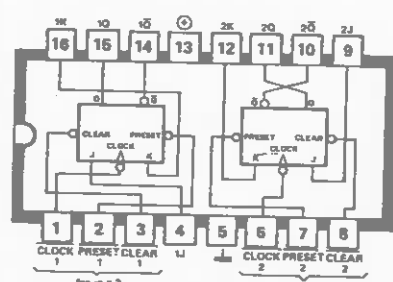 1K 1Q 1Q̅ ⊕ 2K 2Q 2Q̅ 2J
16 15 14 13 12 11 10 9
Q Q̅ Q̅ Q
CLEAR PRESET PRESET CLEAR
CLOCK CLOCK
J K K J
1 2 3 4 5 6 7 8
CLOCK PRESET CLEAR 1J CLOCK PRESET CLEAR
1 1 1 2 2 2